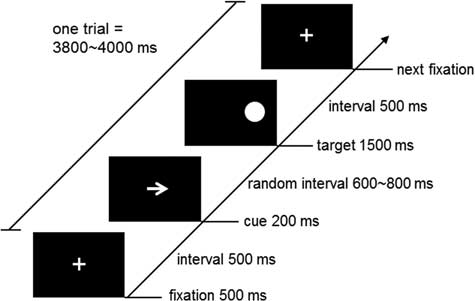 one trial =
3800~4000 ms
next fixation
interval 500 ms
target 1500 ms
random interval 600~800 ms
cue 200 ms
interval 500 ms
fixation 500 ms